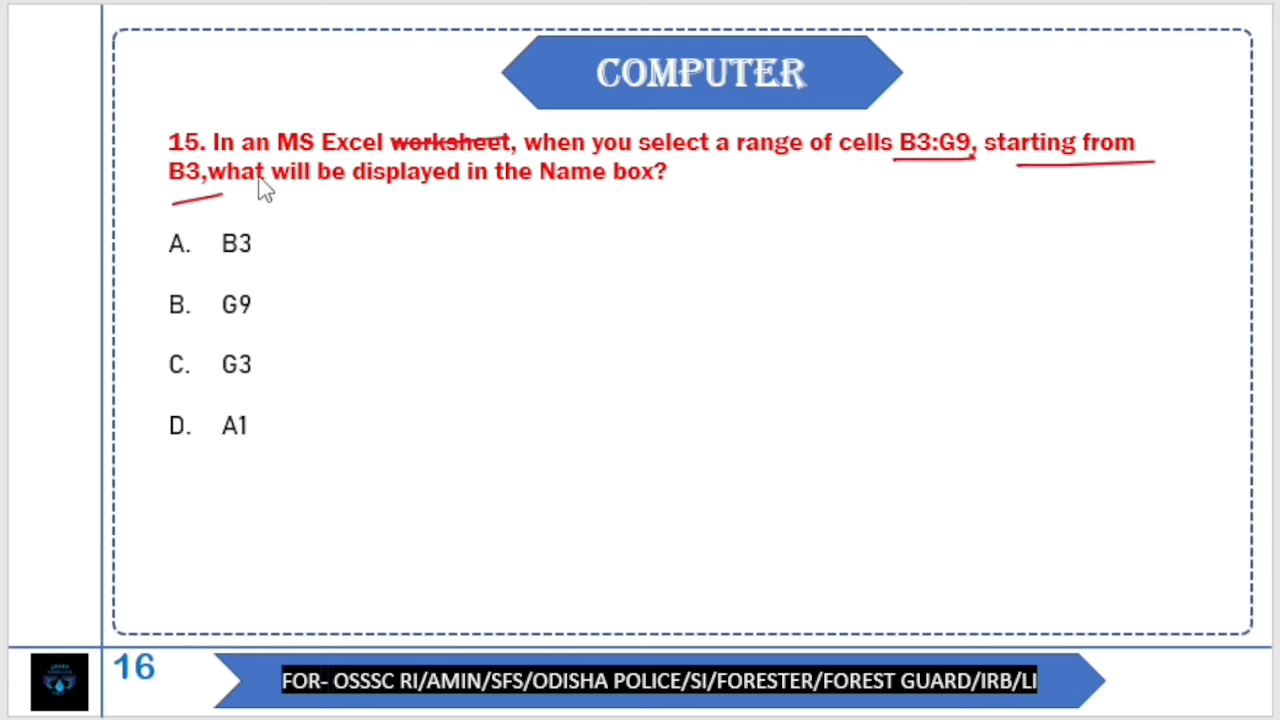 COMPUTER
15. In an MS Excel worksheet, when you select a range of cells B3:G9, starting from
B3,what will be displayed in the Name box?
A. B3
B. G9
C. G3
D. A1
16
FOR- OSSSC RI/AMIN/SFS/ODISHA POLICE/SI/FORESTER/FOREST GUARD/IRB/LI